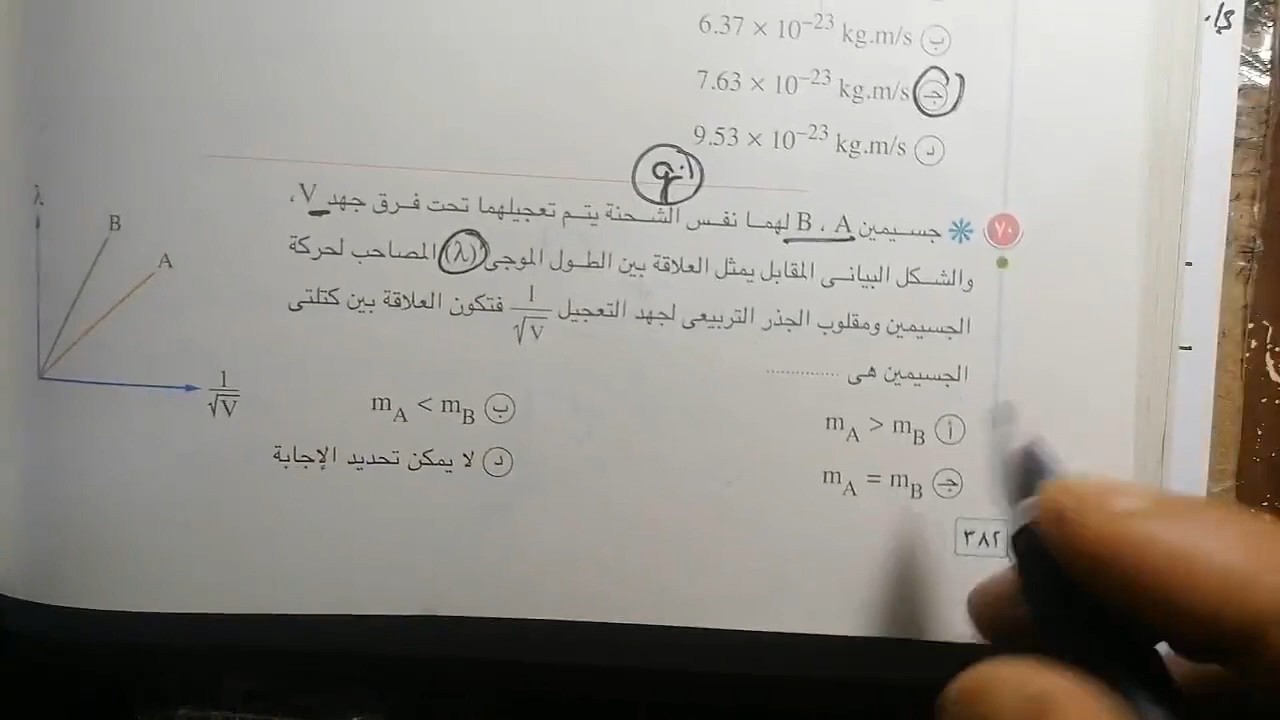 ب 6.37 × 10⁻²³ kg.m/s
جـ 7.63 × 10⁻²³ kg.m/s
د 9.53 × 10⁻²³ kg.m/s
٧٠ جسيمين B ، A لهما نفس الشحنة يتم تعجيلهما تحت فرق جهد V،
والشكل البيانى المقابل يمثل العلاقة بين الطول الموجى (λ) المصاحب لحركة
الجسيمين ومقلوب الجذر التربيعى لجهد التعجيل 1/√V فتكون العلاقة بين كتلتى
الجسيمين هى ..............
أ m_A > m_B
ب m_A < m_B
جـ m_A = m_B
د لا يمكن تحديد الإجابة
λ
B
A
1/√V
٣٨٢